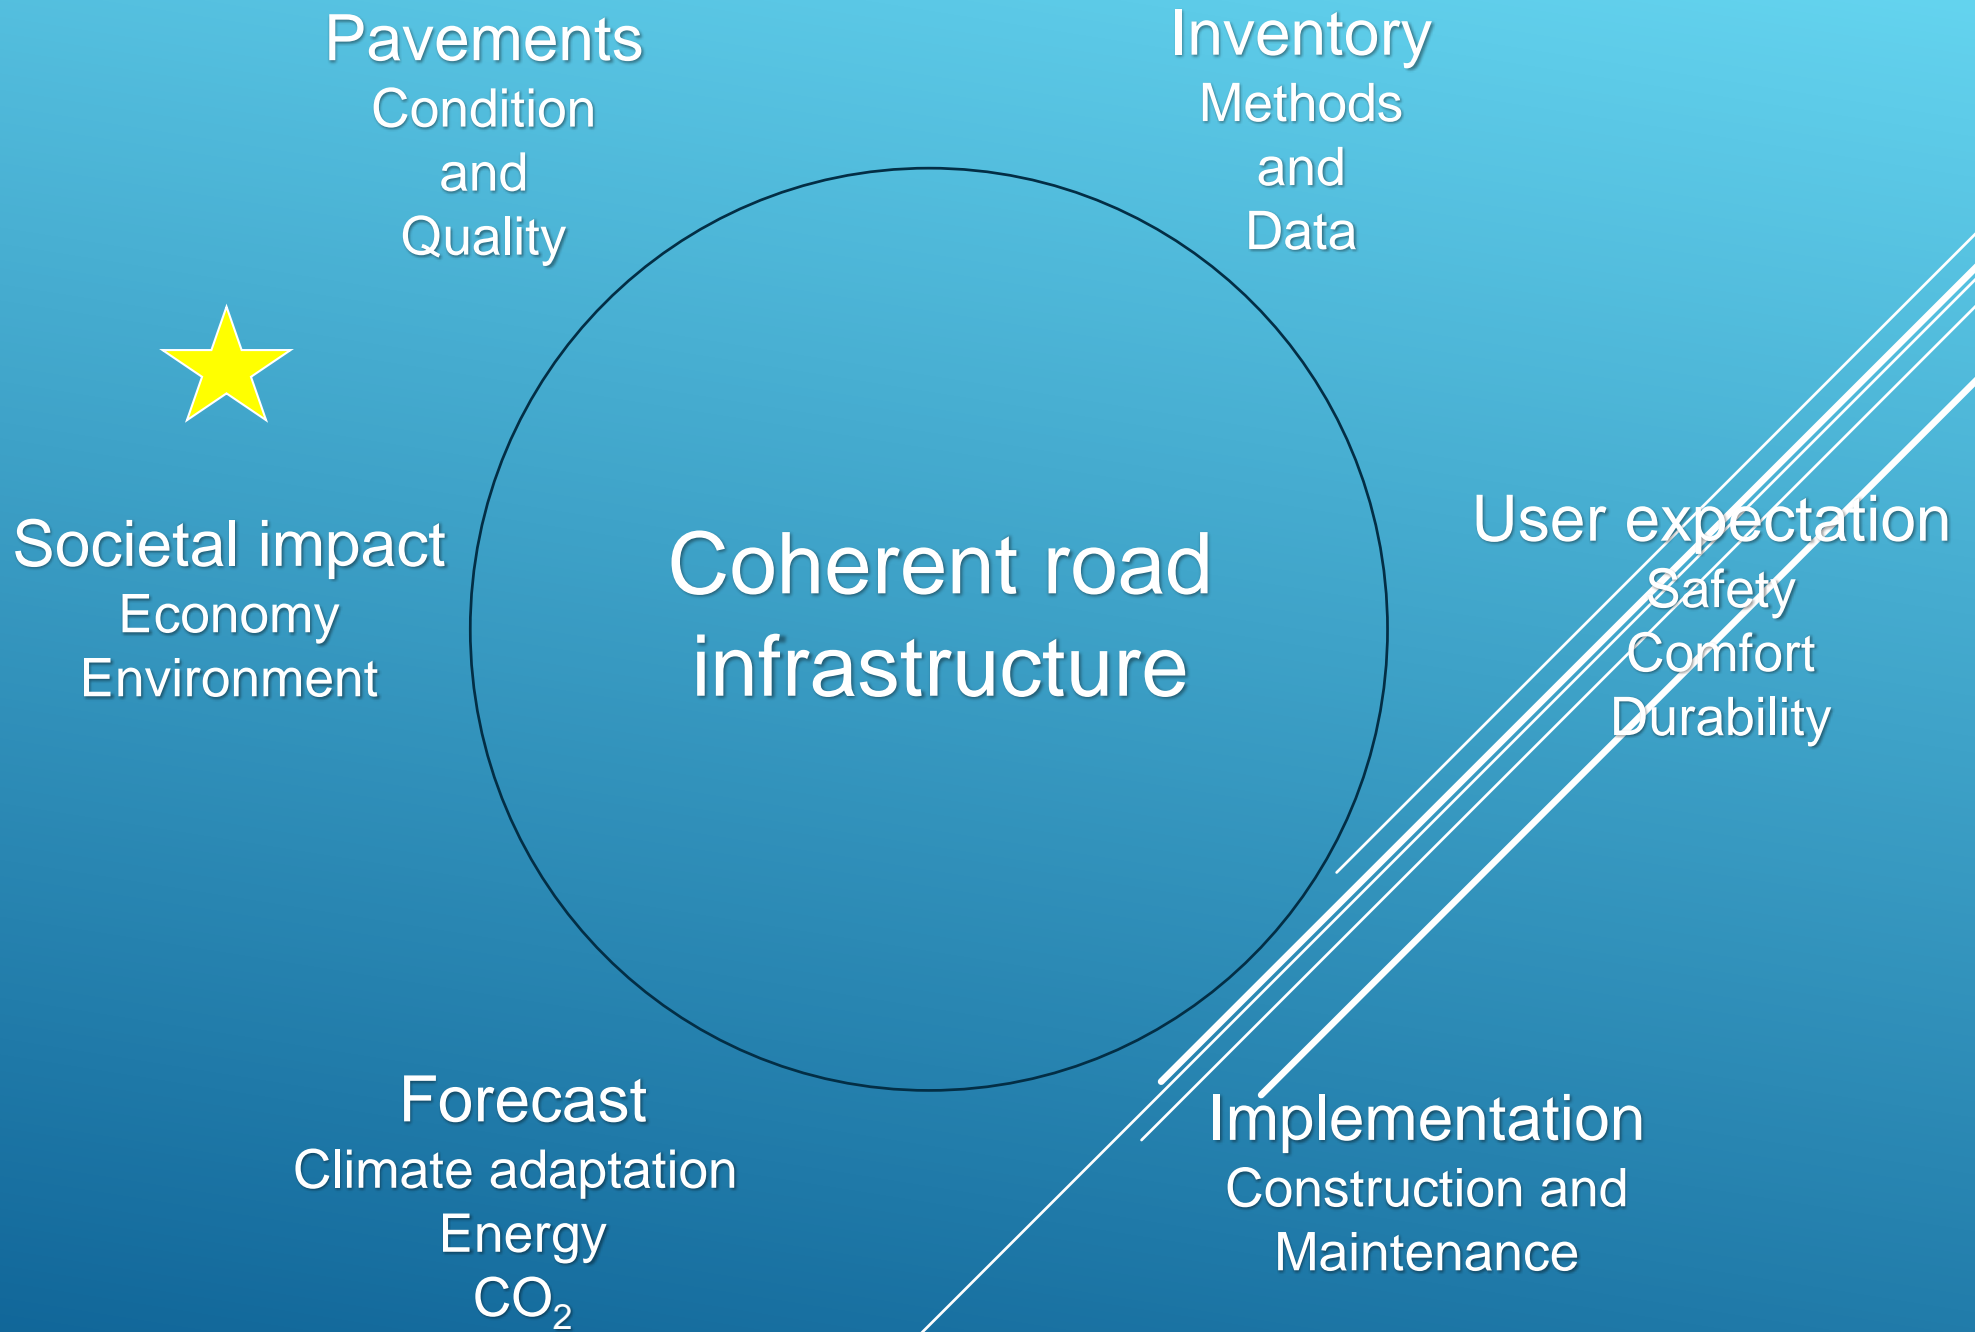 Pavements
Condition
and
Quality
Inventory
Methods
and
Data
Societal impact
Economy
Environment
Coherent road
infrastructure
User expectation
Safety
Comfort
Durability
Forecast
Climate adaptation
Energy
CO₂
Implementation
Construction and
Maintenance